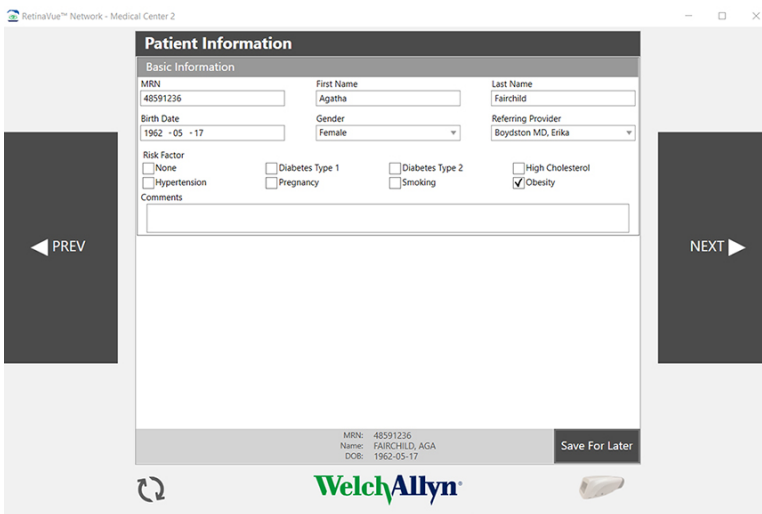 RetinaVue™ Network - Medical Center 2
Patient Information
Basic Information
MRN First Name Last Name
48591236 Agatha Fairchild
Birth Date Gender Referring Provider
1962 - 05 - 17 Female Boydston MD, Erika
Risk Factor
None Diabetes Type 1 Diabetes Type 2 High Cholesterol
Hypertension Pregnancy Smoking Obesity
Comments
PREV
NEXT
MRN: 48591236
Name: FAIRCHILD, AGA
DOB: 1962-05-17
Save For Later
WelchAllyn